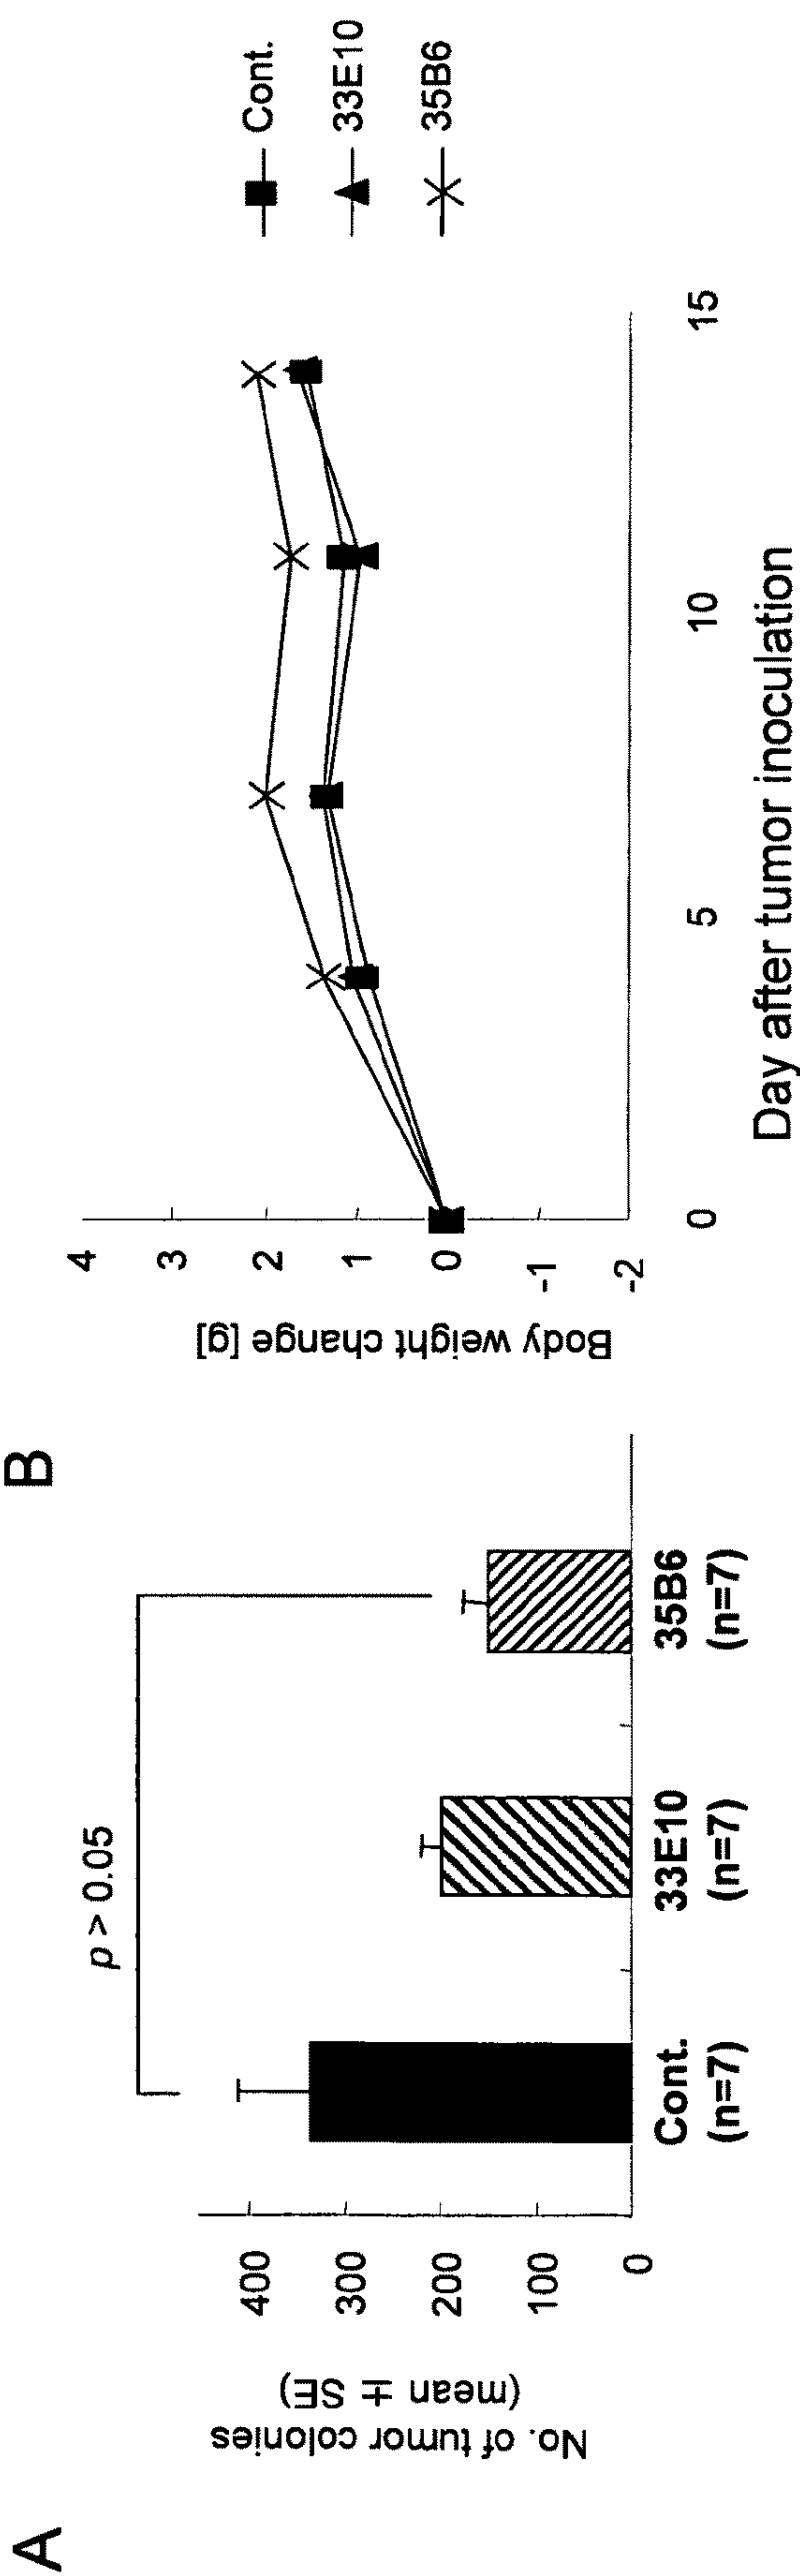 A
No. of tumor colonies
(mean ± SE)
400
300
200
100
0
p > 0.05
Cont.
(n=7)
33E10
(n=7)
35B6
(n=7)
B
Body weight change [g]
4
3
2
1
0
-1
-2
0
5
10
15
Day after tumor inoculation
Cont.
33E10
35B6